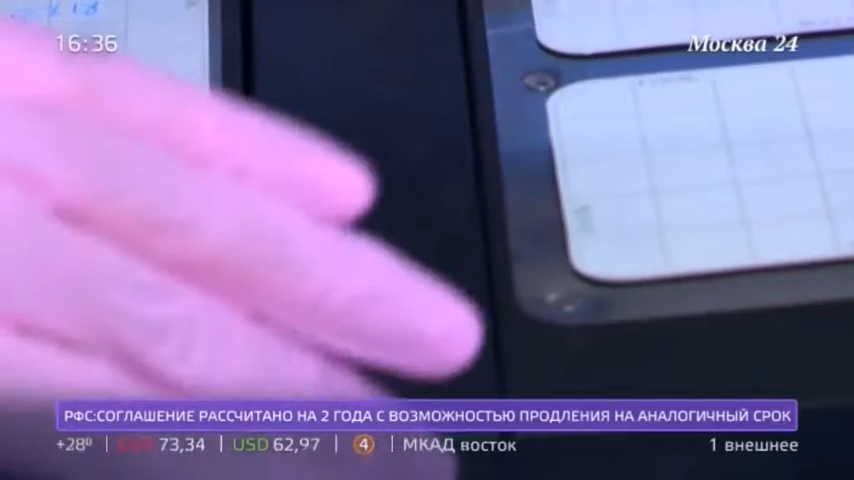 16:36
Москва 24
РФС:СОГЛАШЕНИЕ РАССЧИТАНО НА 2 ГОДА С ВОЗМОЖНОСТЬЮ ПРОДЛЕНИЯ НА АНАЛОГИЧНЫЙ СРОК
+28° EUR 73,34 USD 62,97 4 МКАД восток 1 внешнее